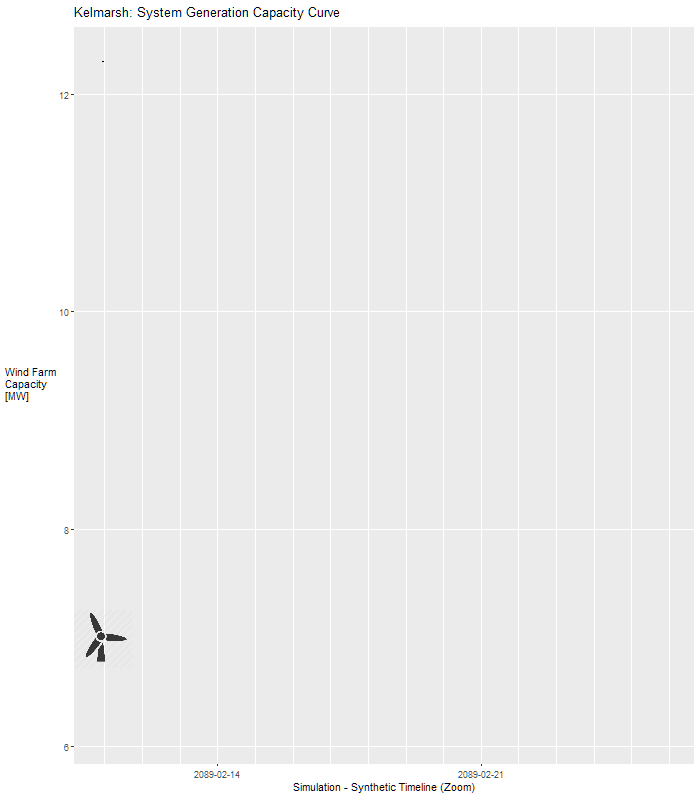 Kelmarsh: System Generation Capacity Curve
12
10
Wind Farm
Capacity
[MW]
8
6
2089-02-14
2089-02-21
Simulation - Synthetic Timeline (Zoom)